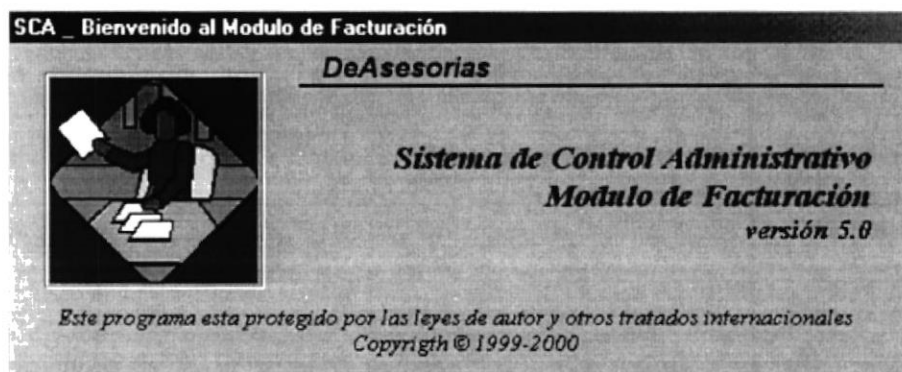 SCA _ Bienvenido al Modulo de Facturación
DeAsesorias
Sistema de Control Administrativo
Modulo de Facturación
versión 5.0
Este programa esta protegido por las leyes de autor y otros tratados internacionales
Copyrigth © 1999-2000